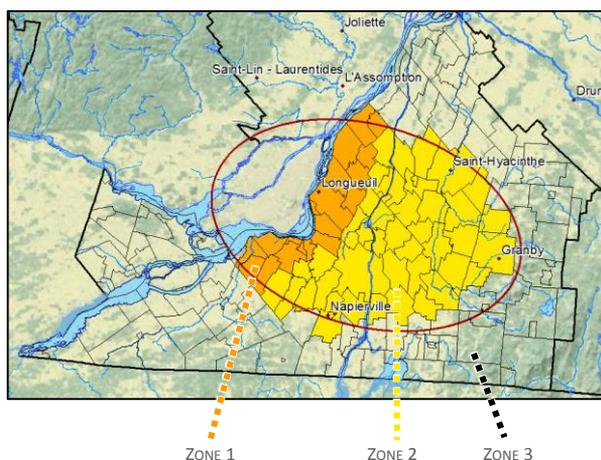 Joliette
Saint-Lin - Laurentides
L'Assomption
Drur
Saint-Hyacinthe
Longueuil
Granby
Napierville
ZONE 1
ZONE 2
ZONE 3